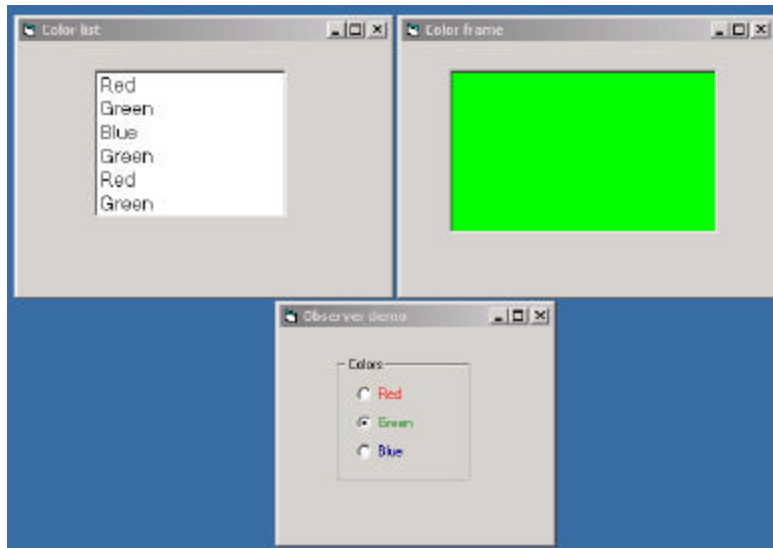 Color list
Red
Green
Blue
Green
Red
Green
Color frame
Observer demo
Colors
Red
Green
Blue